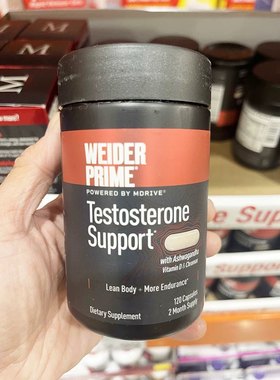 M
M
WEIDER
PRIME®
POWERED BY MDRIVE®
Testosterone
Support*
with Ashwagandha
Vitamin D & Chromium
Lean Body + More Endurance*
120 Capsules
2 Month Supply
Dietary Supplement
Support